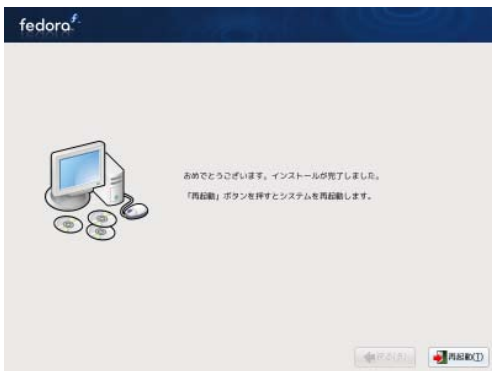 fedora
おめでとうございます。インストールが完了しました。
「再起動」ボタンを押すとシステムを再起動します。
再起動(T)